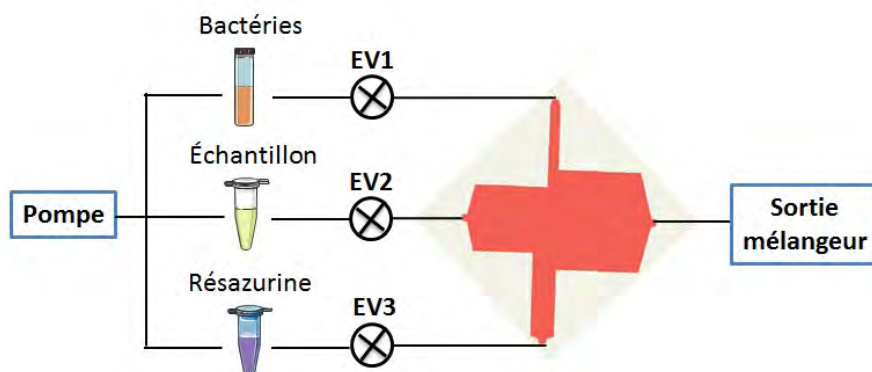 Bactéries
EV1
Échantillon
EV2
Pompe
Sortie
mélangeur
Résazurine
EV3